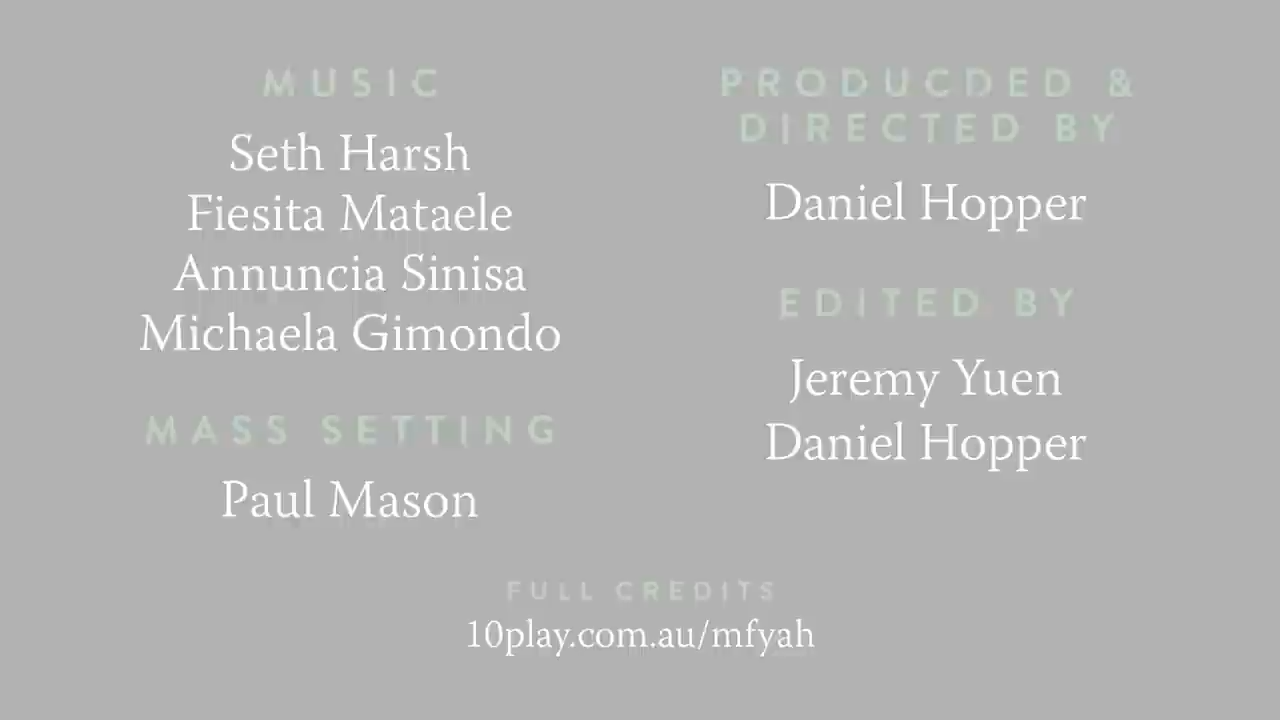 MUSIC
Seth Harsh
Fiesita Mataele
Annuncia Sinisa
Michaela Gimondo
MASS SETTING
Paul Mason
PRODUCDED &
DIRECTED BY
Daniel Hopper
EDITED BY
Jeremy Yuen
Daniel Hopper
FULL CREDITS
10play.com.au/mfyah